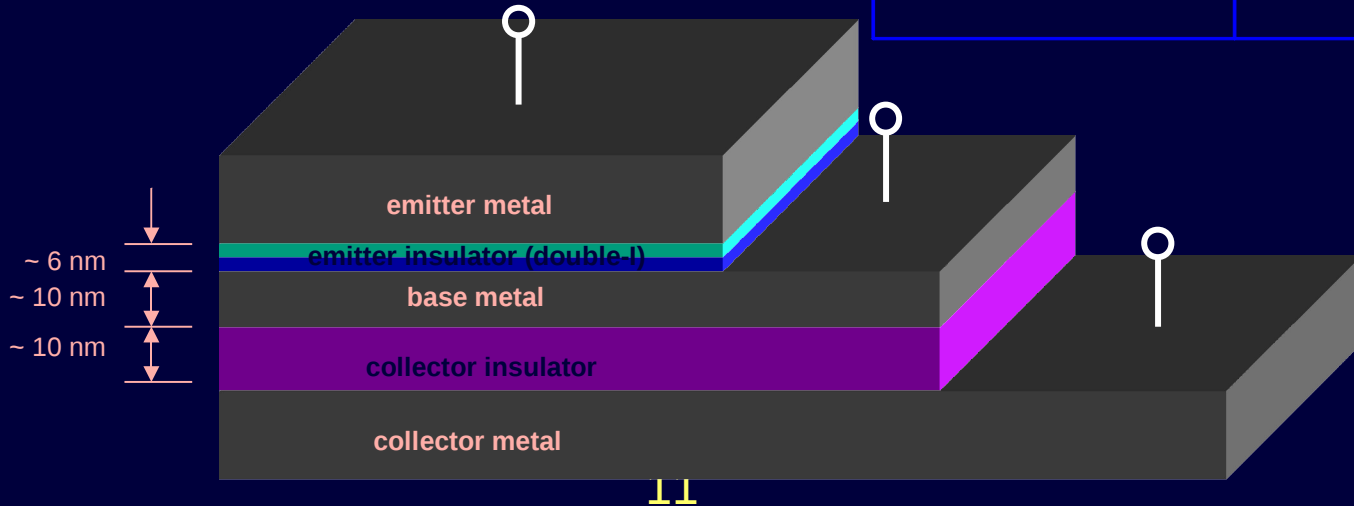 emitter metal
emitter insulator (double-I)
~ 6 nm
base metal
~ 10 nm
~ 10 nm
collector insulator
collector metal
11